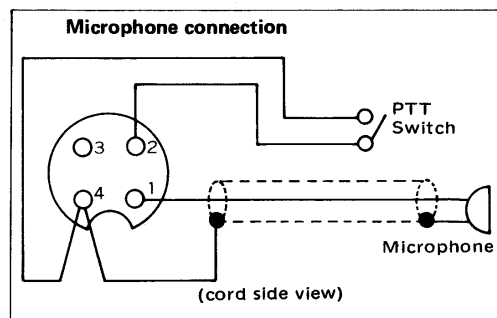 Microphone connection
PTT
Switch
3
2
4
1
Microphone
(cord side view)